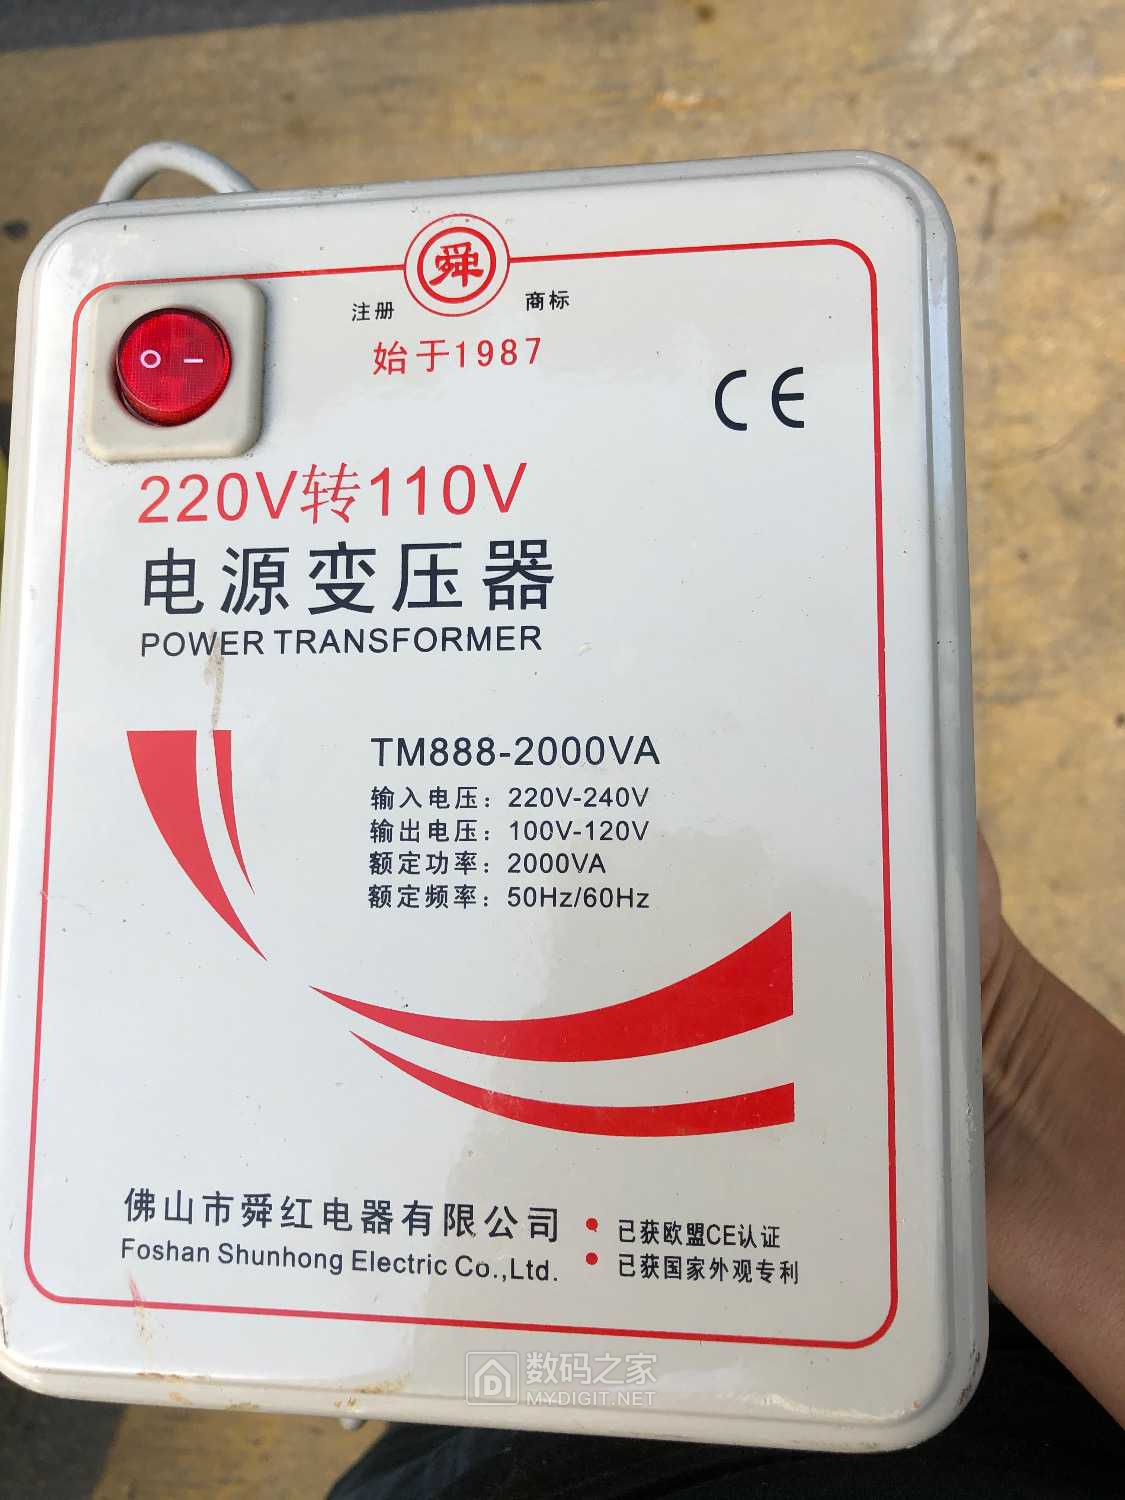 舜
注册 商标
始于1987
CE
220V转110V
电源变压器
POWER TRANSFORMER
TM888-2000VA
输入电压：220V-240V
输出电压：100V-120V
额定功率：2000VA
额定频率：50Hz/60Hz
佛山市舜红电器有限公司
Foshan Shunhong Electric Co.,Ltd.
• 已获欧盟CE认证
• 已获国家外观专利
数码之家
MYDIGIT.NET